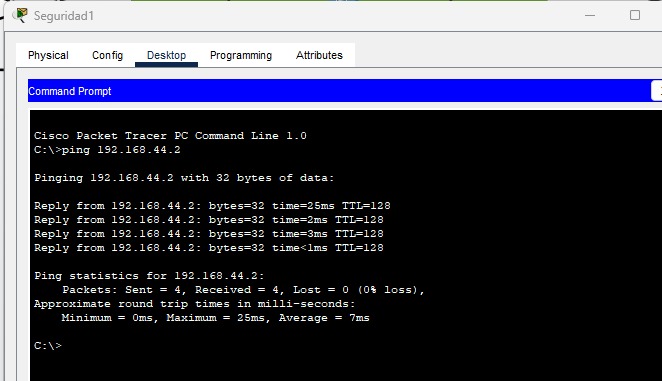 Seguridad1
Physical Config Desktop Programming Attributes
Command Prompt
Cisco Packet Tracer PC Command Line 1.0
C:\>ping 192.168.44.2
Pinging 192.168.44.2 with 32 bytes of data:
Reply from 192.168.44.2: bytes=32 time=25ms TTL=128
Reply from 192.168.44.2: bytes=32 time=2ms TTL=128
Reply from 192.168.44.2: bytes=32 time=3ms TTL=128
Reply from 192.168.44.2: bytes=32 time<1ms TTL=128
Ping statistics for 192.168.44.2:
Packets: Sent = 4, Received = 4, Lost = 0 (0% loss),
Approximate round trip times in milli-seconds:
Minimum = 0ms, Maximum = 25ms, Average = 7ms
C:\>